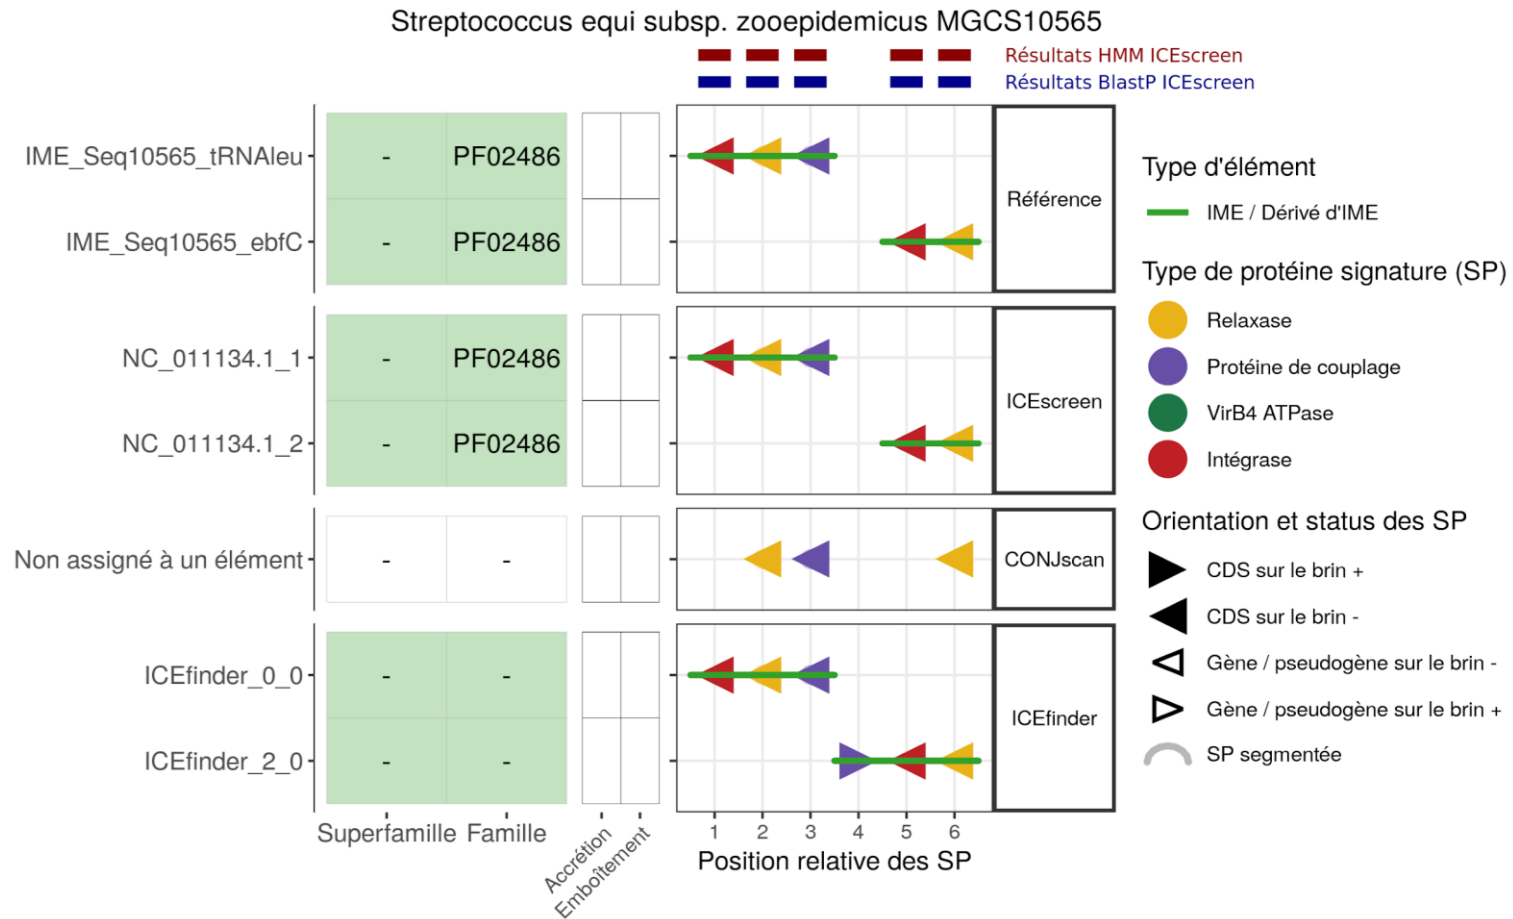 Streptococcus equi subsp. zooepidemicus MGCS10565
Résultats HMM ICEscreen
Résultats BlastP ICEscreen
IME_Seq10565_tRNAleu
- PF02486
IME_Seq10565_ebfC
- PF02486
Référence
NC_011134.1_1
- PF02486
NC_011134.1_2
- PF02486
ICEscreen
Non assigné à un élément
- -
CONJscan
ICEfinder_0_0
- -
ICEfinder_2_0
- -
ICEfinder
Superfamille Famille
Accrétion
Emboîtement
1 2 3 4 5 6
Position relative des SP
Type d'élément
IME / Dérivé d'IME
Type de protéine signature (SP)
Relaxase
Protéine de couplage
VirB4 ATPase
Intégrase
Orientation et status des SP
CDS sur le brin +
CDS sur le brin -
Gène / pseudogène sur le brin -
Gène / pseudogène sur le brin +
SP segmentée